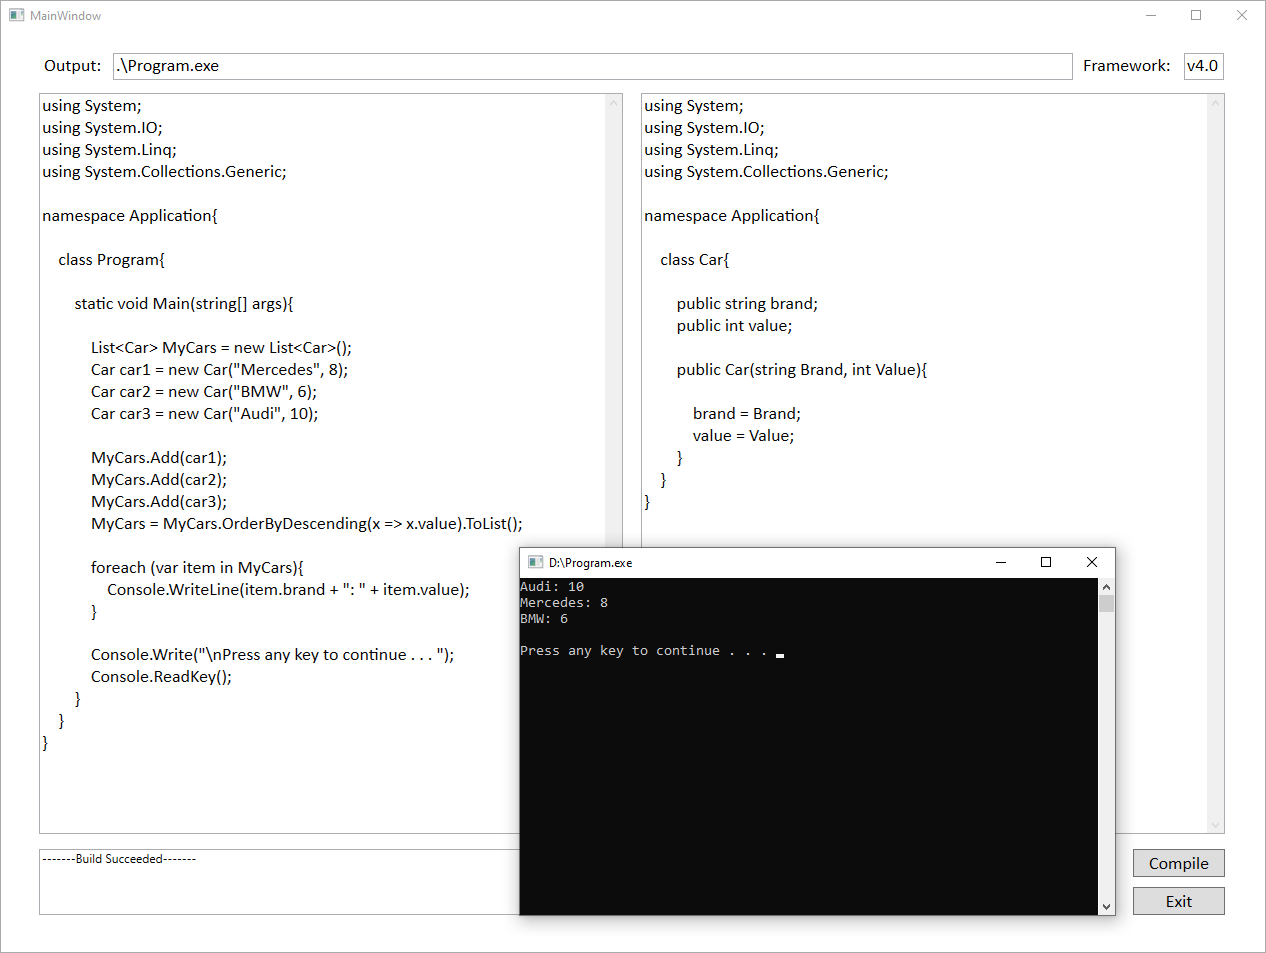 MainWindow
Output: .\Program.exe Framework: v4.0
using System;
using System.IO;
using System.Linq;
using System.Collections.Generic;
namespace Application{
class Program{
static void Main(string[] args){
List<Car> MyCars = new List<Car>();
Car car1 = new Car("Mercedes", 8);
Car car2 = new Car("BMW", 6);
Car car3 = new Car("Audi", 10);
MyCars.Add(car1);
MyCars.Add(car2);
MyCars.Add(car3);
MyCars = MyCars.OrderByDescending(x => x.value).ToList();
foreach (var item in MyCars){
Console.WriteLine(item.brand + ": " + item.value);
}
Console.Write("\nPress any key to continue . . . ");
Console.ReadKey();
}
}
}
using System;
using System.IO;
using System.Linq;
using System.Collections.Generic;
namespace Application{
class Car{
public string brand;
public int value;
public Car(string Brand, int Value){
brand = Brand;
value = Value;
}
}
}
D:\Program.exe
Audi: 10
Mercedes: 8
BMW: 6
Press any key to continue . . .
-------Build Succeeded-------
Compile
Exit